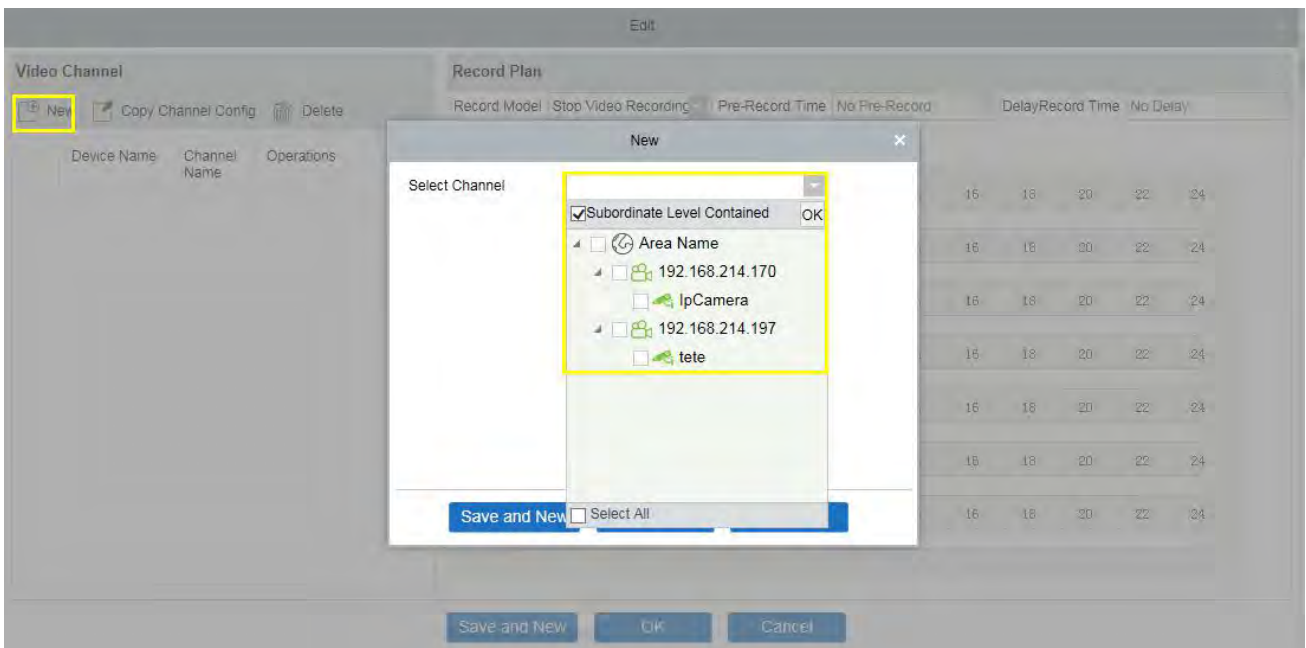 Edit
Video Channel
Record Plan
New Copy Channel Config Delete
Record Model Stop Video Recording Pre-Record Time No Pre-Record DelayRecord Time No Delay
New ×
Device Name Channel Name Operations
Select Channel
Subordinate Level Contained OK
Area Name
192.168.214.170
IpCamera
192.168.214.197
tete
16 18 20 22 24
16 18 20 22 24
16 18 20 22 24
16 18 20 22 24
16 18 20 22 24
16 18 20 22 24
16 18 20 22 24
Save and New
Select All
Save and New OK Cancel